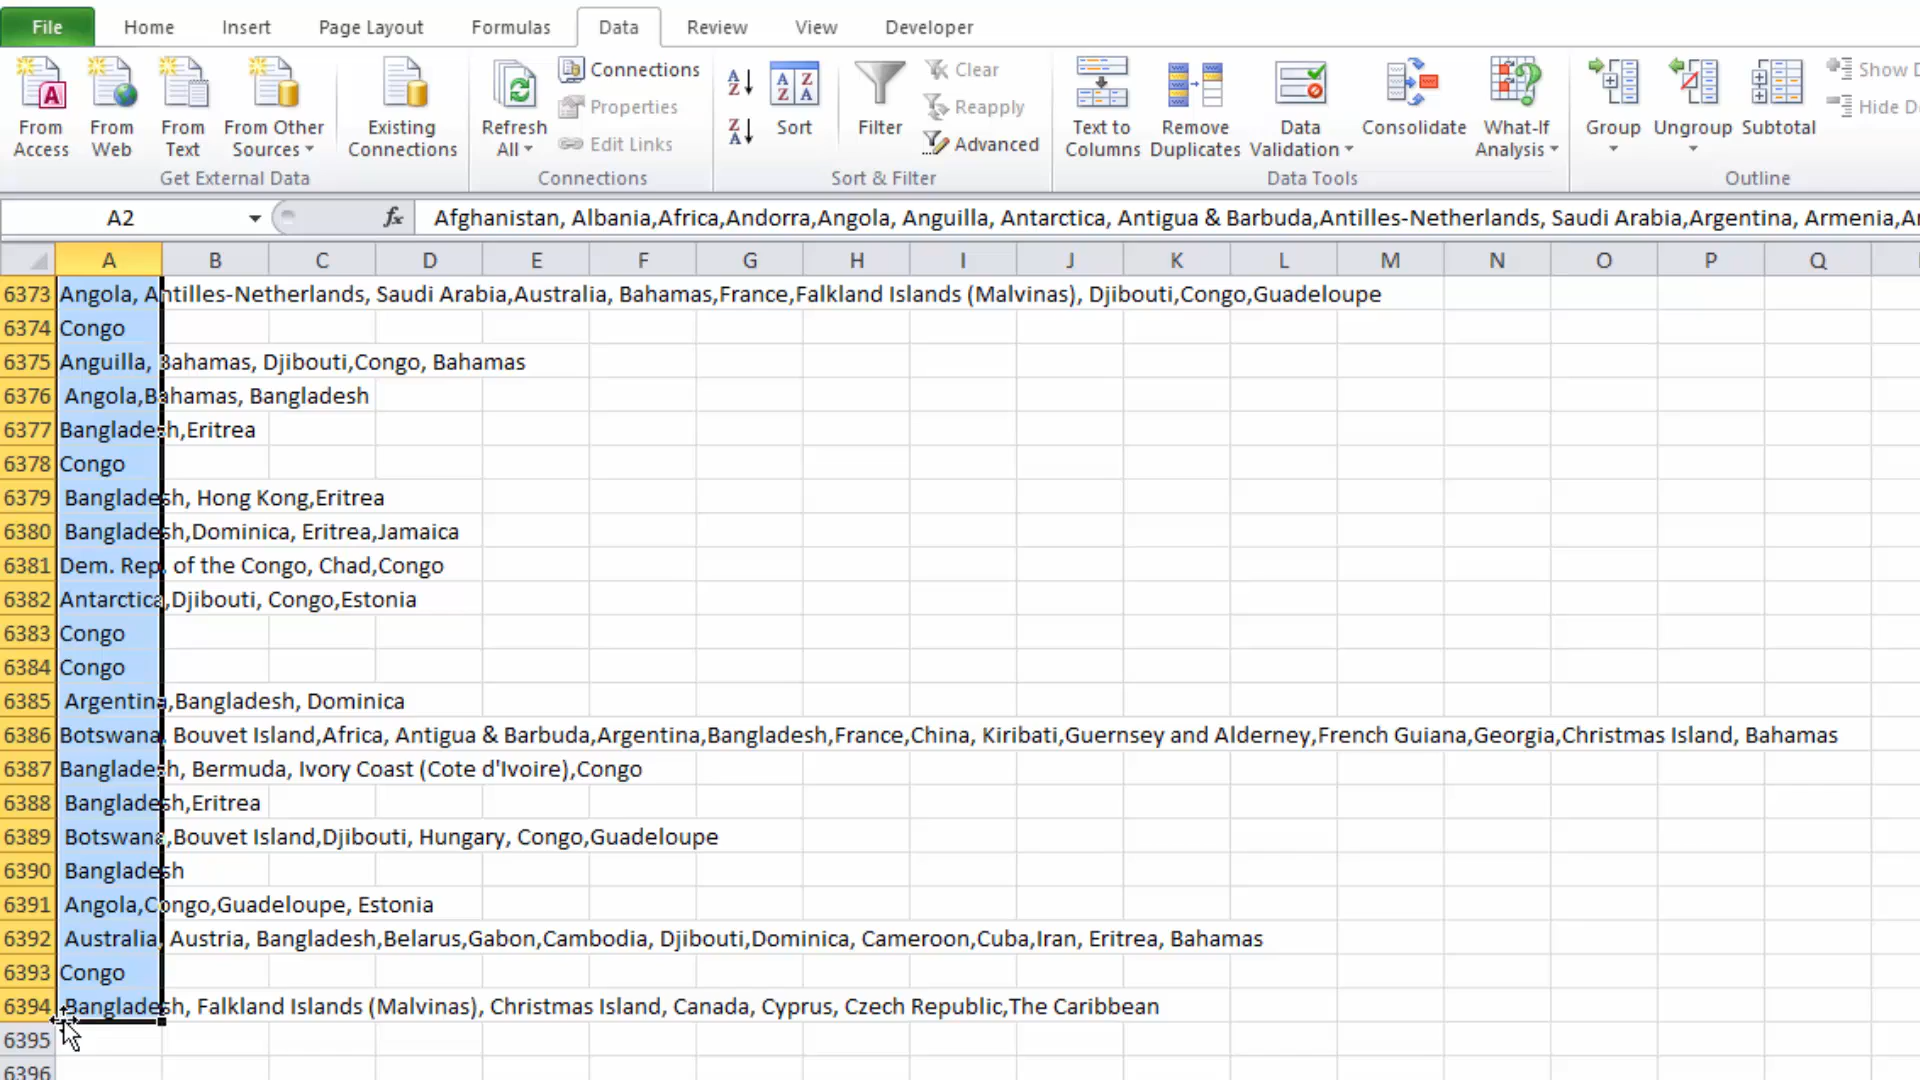 File Home Insert Page Layout Formulas Data Review View Developer
From Access From Web From Text From Other Sources Existing Connections Refresh All Connections Properties Edit Links Sort Filter Clear Reapply Advanced Text to Columns Remove Duplicates Data Validation Consolidate What-If Analysis Group Ungroup Subtotal Show Hide
Get External Data Connections Sort & Filter Data Tools Outline
A2 fx Afghanistan, Albania,Africa,Andorra,Angola, Anguilla, Antarctica, Antigua & Barbuda,Antilles-Netherlands, Saudi Arabia,Argentina, Armenia,
A B C D E F G H I J K L M N O P Q
6373 Angola, Antilles-Netherlands, Saudi Arabia,Australia, Bahamas,France,Falkland Islands (Malvinas), Djibouti,Congo,Guadeloupe
6374 Congo
6375 Anguilla, Bahamas, Djibouti,Congo, Bahamas
6376 Angola,Bahamas, Bangladesh
6377 Bangladesh,Eritrea
6378 Congo
6379 Bangladesh, Hong Kong,Eritrea
6380 Bangladesh,Dominica, Eritrea,Jamaica
6381 Dem. Rep. of the Congo, Chad,Congo
6382 Antarctica,Djibouti, Congo,Estonia
6383 Congo
6384 Congo
6385 Argentina,Bangladesh, Dominica
6386 Botswana, Bouvet Island,Africa, Antigua & Barbuda,Argentina,Bangladesh,France,China, Kiribati,Guernsey and Alderney,French Guiana,Georgia,Christmas Island, Bahamas
6387 Bangladesh, Bermuda, Ivory Coast (Cote d'Ivoire),Congo
6388 Bangladesh,Eritrea
6389 Botswana,Bouvet Island,Djibouti, Hungary, Congo,Guadeloupe
6390 Bangladesh
6391 Angola,Congo,Guadeloupe, Estonia
6392 Australia, Austria, Bangladesh,Belarus,Gabon,Cambodia, Djibouti,Dominica, Cameroon,Cuba,Iran, Eritrea, Bahamas
6393 Congo
6394 Bangladesh, Falkland Islands (Malvinas), Christmas Island, Canada, Cyprus, Czech Republic,The Caribbean
6395
6396